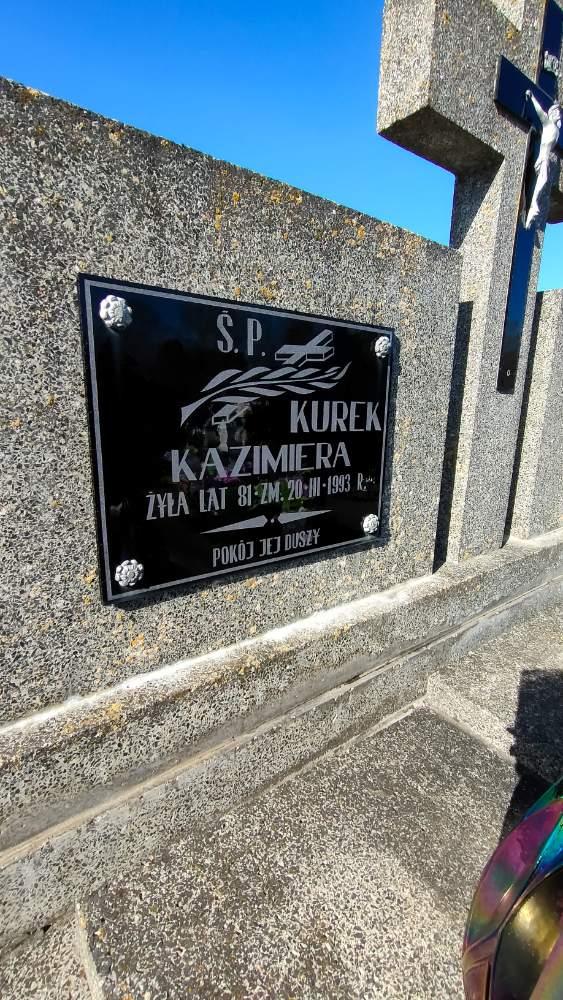 Ś.P.
KUREK
KAZIMIERA
ŻYŁA LAT 81·ZM. 20·III·1993 R.
POKÓJ JEJ DUSZY